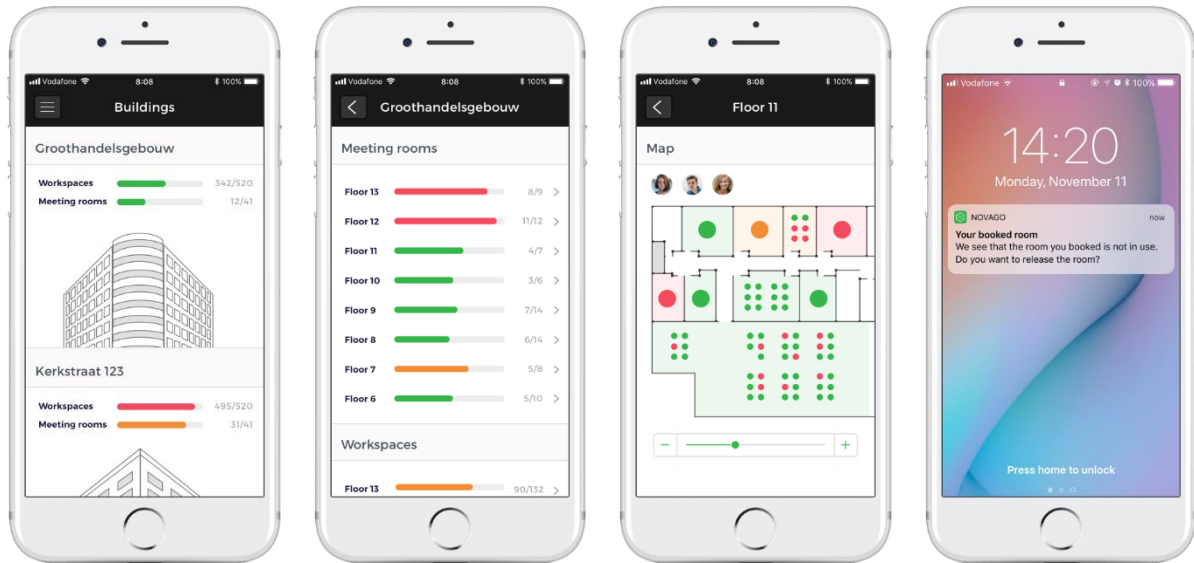 Vodafone 8:08 100%
Buildings
Groothandelsgebouw
Workspaces 342/520
Meeting rooms 12/41
Kerkstraat 123
Workspaces 495/520
Meeting rooms 31/41
Vodafone 8:08 100%
Groothandelsgebouw
Meeting rooms
Floor 13 8/9
Floor 12 11/12
Floor 11 4/7
Floor 10 3/6
Floor 9 7/14
Floor 8 6/14
Floor 7 5/8
Floor 6 5/10
Workspaces
Floor 13 90/132
Vodafone 8:08 100%
Floor 11
Map
Vodafone 100%
14:20
Monday, November 11
NOVAGO now
Your booked room
We see that the room you booked is not in use.
Do you want to release the room?
Press home to unlock